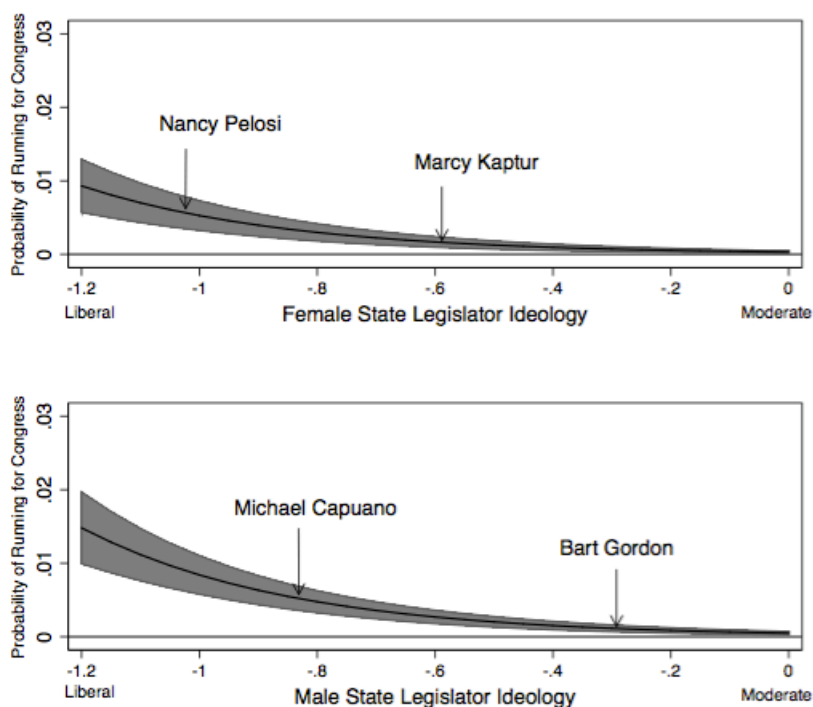 Probability of Running for Congress
.03
.02
.01
0
Nancy Pelosi
Marcy Kaptur
-1.2 -1 -.8 -.6 -.4 -.2 0
Liberal Female State Legislator Ideology Moderate
Probability of Running for Congress
.03
.02
.01
0
Michael Capuano
Bart Gordon
-1.2 -1 -.8 -.6 -.4 -.2 0
Liberal Male State Legislator Ideology Moderate